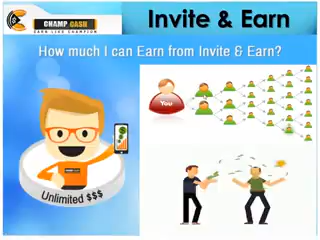 CHAMP CASH
EARN LIKE CHAMPION
Invite & Earn
How much I can Earn from Invite & Earn?
You
Unlimited $$$